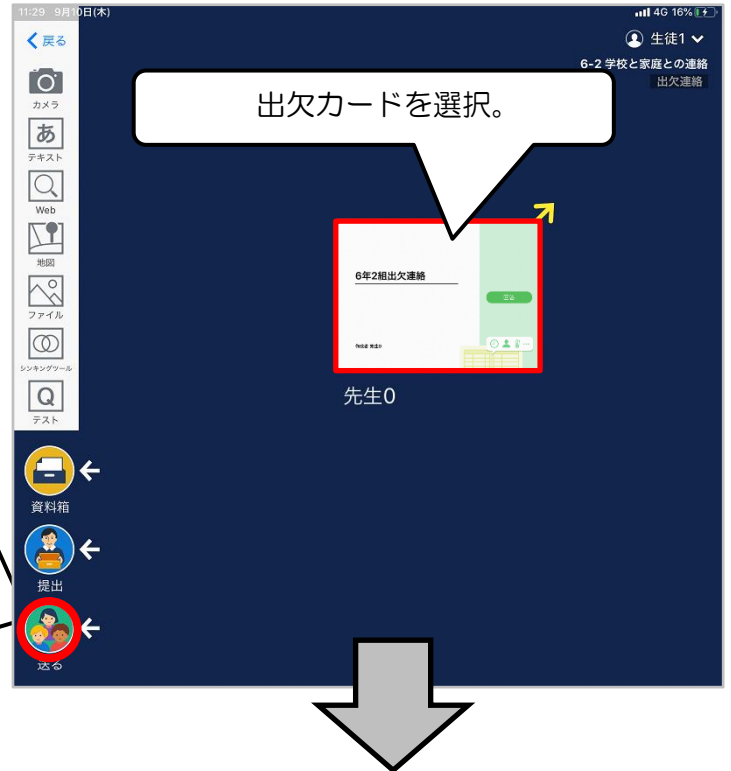 11:29 9月10日(木)
4G 16%
戻る
生徒1
6-2 学校と家庭との連絡
出欠連絡
カメラ
出欠カードを選択。
テキスト
Web
地図
ファイル
シンキングツール
Q
テスト
6年2組出欠連絡
先生0
資料箱
提出
送る